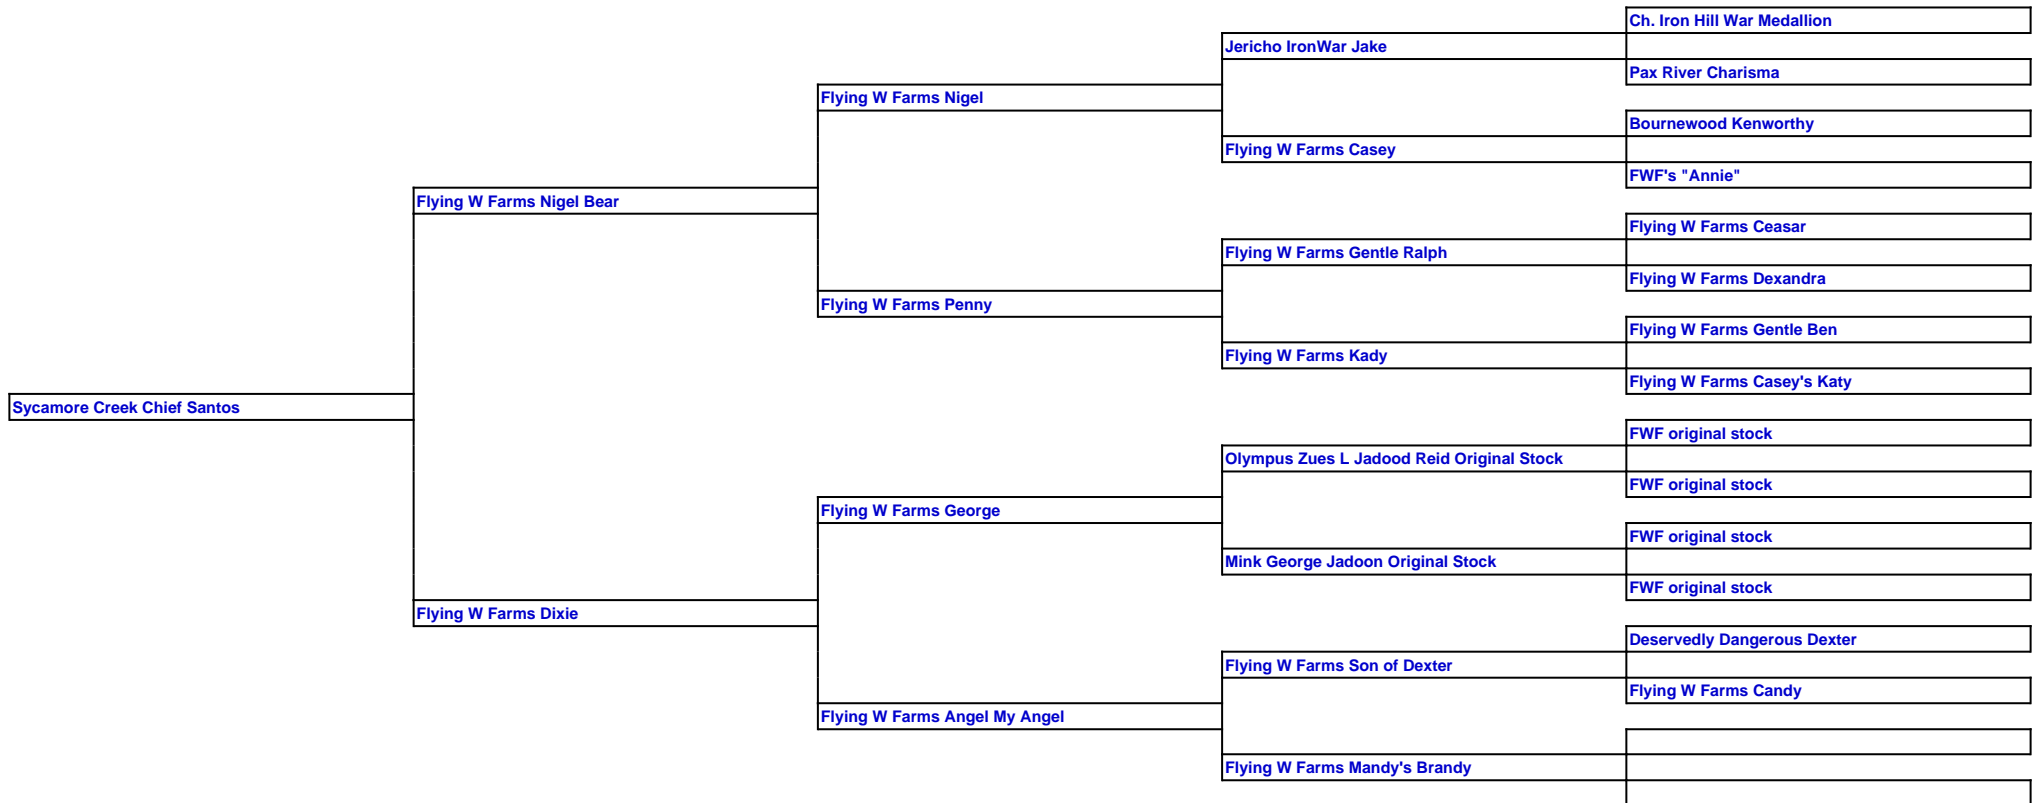 Ch. Iron Hill War Medallion
Jericho IronWar Jake
Pax River Charisma
Flying W Farms Nigel
Bournewood Kenworthy
Flying W Farms Casey
FWF's "Annie"
Flying W Farms Nigel Bear
Flying W Farms Ceasar
Flying W Farms Gentle Ralph
Flying W Farms Dexandra
Flying W Farms Penny
Flying W Farms Gentle Ben
Flying W Farms Kady
Flying W Farms Casey's Katy
Sycamore Creek Chief Santos
FWF original stock
Olympus Zues L Jadood Reid Original Stock
FWF original stock
Flying W Farms George
FWF original stock
Mink George Jadoon Original Stock
FWF original stock
Flying W Farms Dixie
Deservedly Dangerous Dexter
Flying W Farms Son of Dexter
Flying W Farms Candy
Flying W Farms Angel My Angel
Flying W Farms Mandy's Brandy